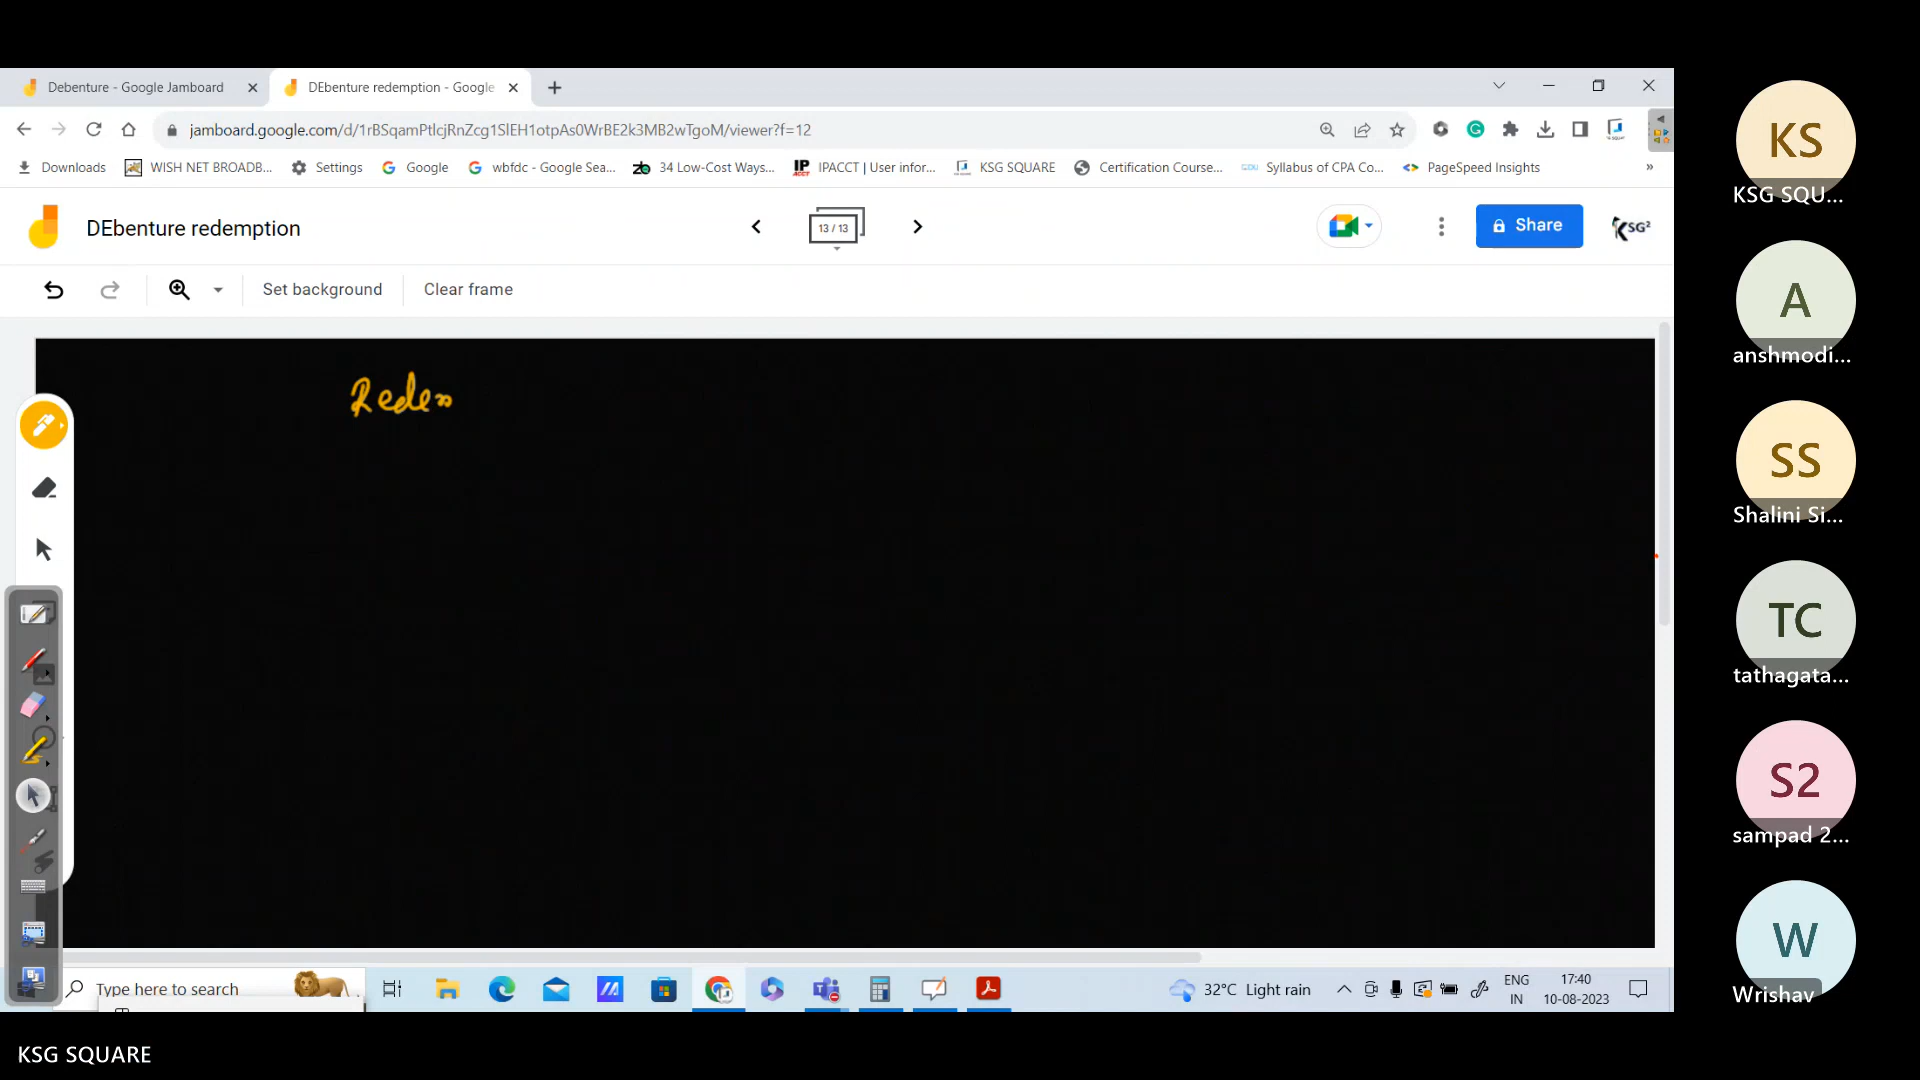 Debenture - Google Jamboard
DEbenture redemption - Google
jamboard.google.com/d/1rBSqamPtlcjRnZcg1SlEH1otpAs0WrBE2k3MB2wTgoM/viewer?f=12
Downloads
WISH NET BROADB...
Settings
Google
wbfdc - Google Sea...
34 Low-Cost Ways...
IPACCT | User infor...
KSG SQUARE
Certification Course...
Syllabus of CPA Co...
PageSpeed Insights
»
DEbenture redemption
13 / 13
Share
KSG²
Set background
Clear frame
Redem
Type here to search
32°C Light rain
ENG
IN
17:40
10-08-2023
KS
KSG SQU...
A
anshmodi...
SS
Shalini Si...
TC
tathagata...
S2
sampad 2...
W
Wrishav
KSG SQUARE